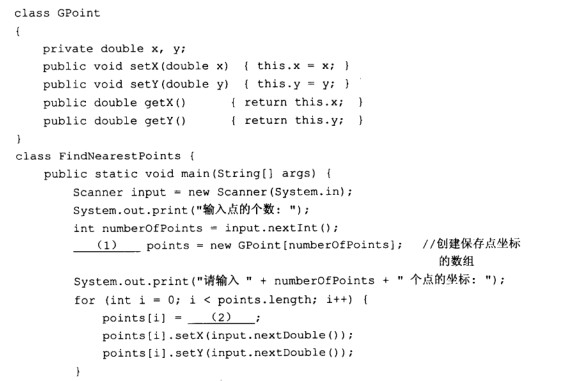 class GPoint
{
private double x, y;
public void setX(double x) { this.x = x; }
public void setY(double y) { this.y = y; }
public double getX() { return this.x; }
public double getY() { return this.y; }
}
class FindNearestPoints {
public static void main(String[] args) {
Scanner input = new Scanner(System.in);
System.out.print("输入点的个数: ");
int numberOfPoints = input.nextInt();
(1) points = new GPoint[numberOfPoints]; //创建保存点坐标
的数组
System.out.print("请输入 " + numberOfPoints + " 个点的坐标: ");
for (int i = 0; i < points.length; i++) {
points[i] = (2) ;
points[i].setX(input.nextDouble());
points[i].setY(input.nextDouble());
}